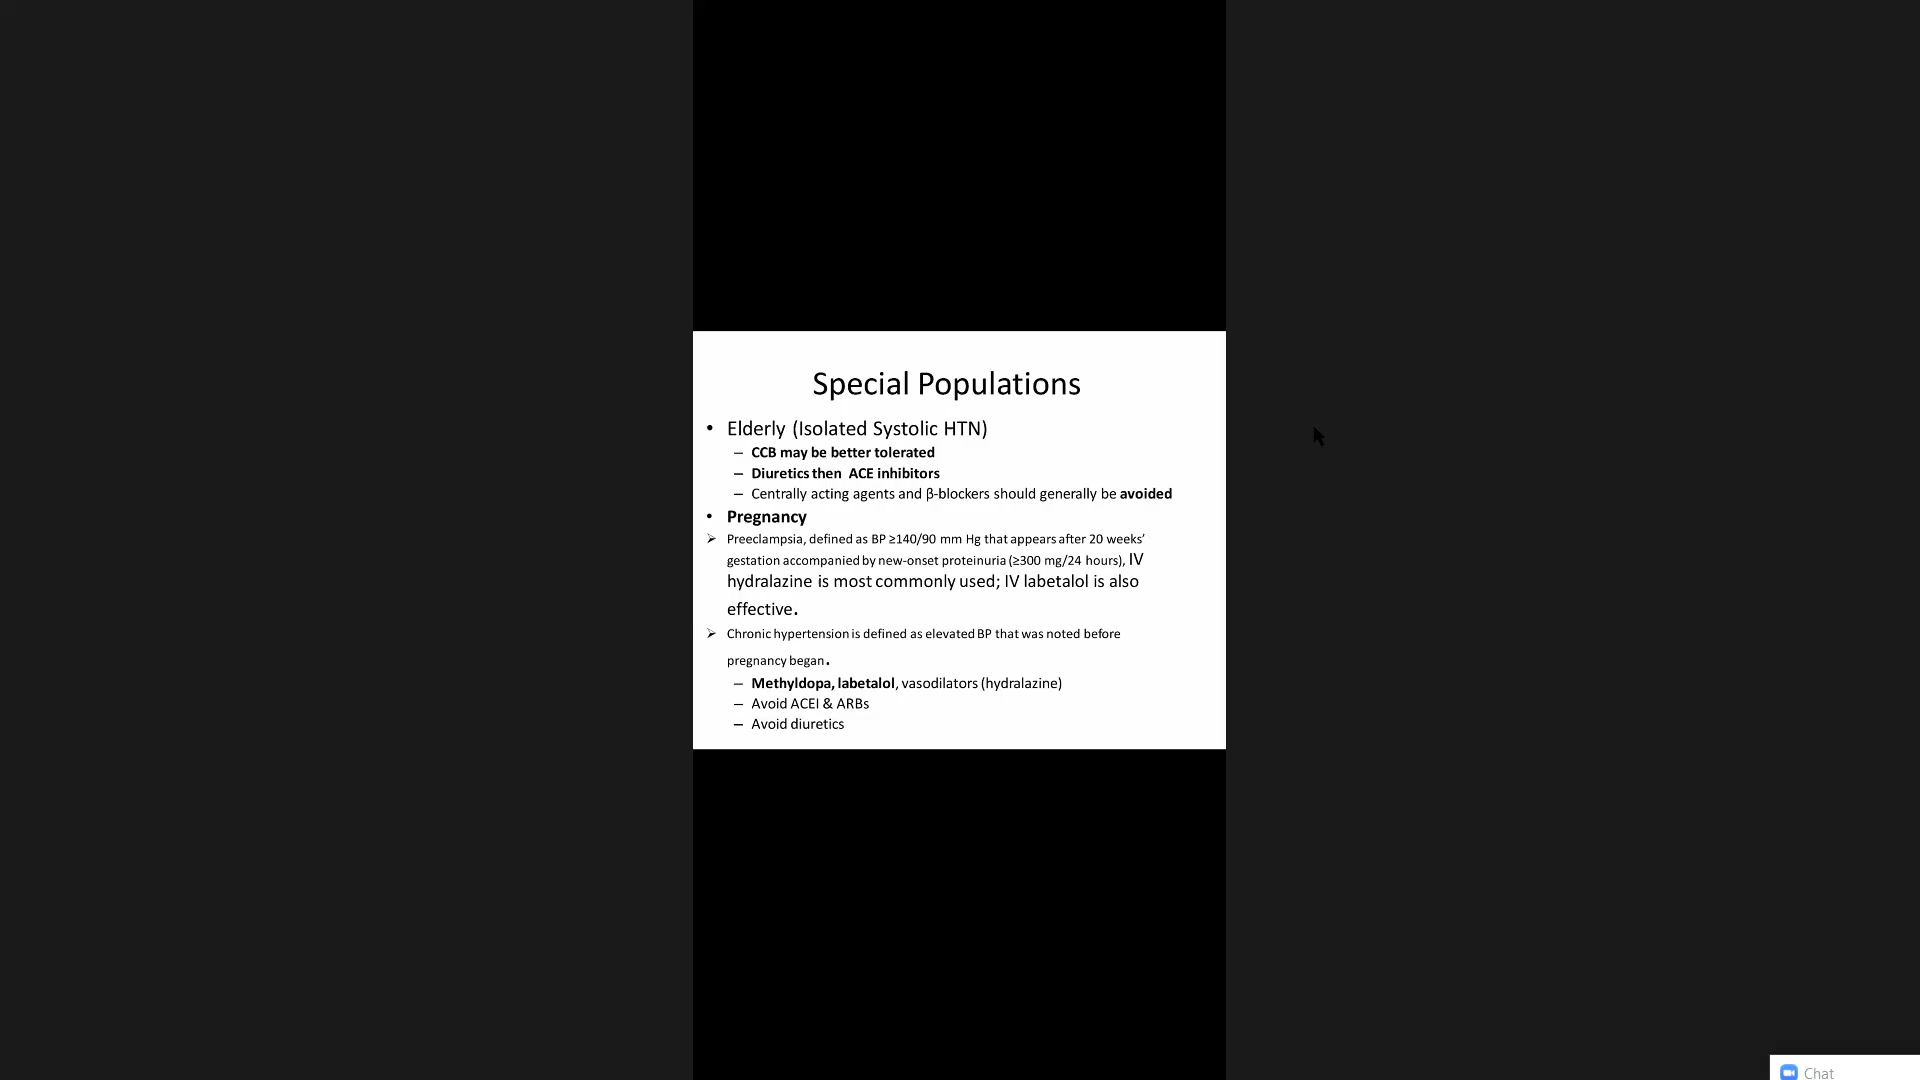 Special Populations
• Elderly (Isolated Systolic HTN)
– CCB may be better tolerated
– Diuretics then ACE inhibitors
– Centrally acting agents and β-blockers should generally be avoided
• Pregnancy
➢ Preeclampsia, defined as BP ≥140/90 mm Hg that appears after 20 weeks’
gestation accompanied by new-onset proteinuria (≥300 mg/24 hours), IV
hydralazine is most commonly used; IV labetalol is also
effective.
➢ Chronic hypertension is defined as elevated BP that was noted before
pregnancy began.
– Methyldopa, labetalol, vasodilators (hydralazine)
– Avoid ACEI & ARBs
– Avoid diuretics
Chat